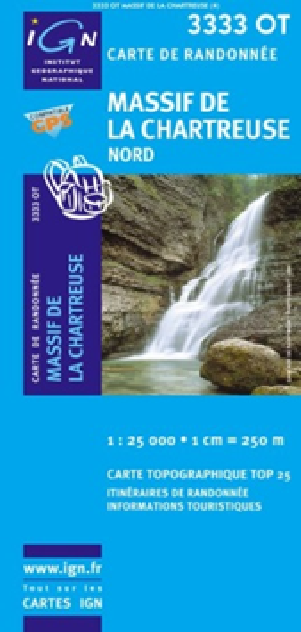 3333 OT MASSIF DE LA CHARTREUSE (4)
IGN
INSTITUT
GEOGRAPHIQUE
NATIONAL
3333 OT
CARTE DE RANDONNÉE
GPS
MASSIF DE
LA CHARTREUSE
NORD
3333 OT
CARTE DE RANDONNÉE
MASSIF DE
LA CHARTREUSE
1 : 25 000 • 1 cm = 250 m
CARTE TOPOGRAPHIQUE TOP 25
ITINÉRAIRES DE RANDONNÉE
INFORMATIONS TOURISTIQUES
www.ign.fr
Tout sur les
CARTES IGN